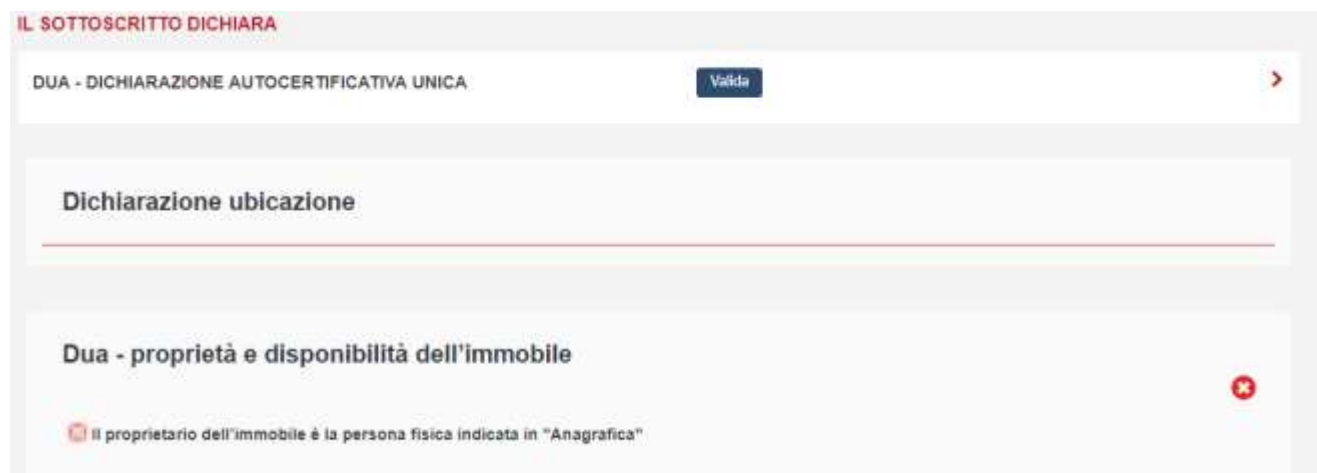 IL SOTTOSCRITTO DICHIARA
DUA - DICHIARAZIONE AUTOCERTIFICATIVA UNICA
Valida
Dichiarazione ubicazione
Dua - proprietà e disponibilità dell'immobile
Il proprietario dell'immobile è la persona fisica indicata in "Anagrafica"